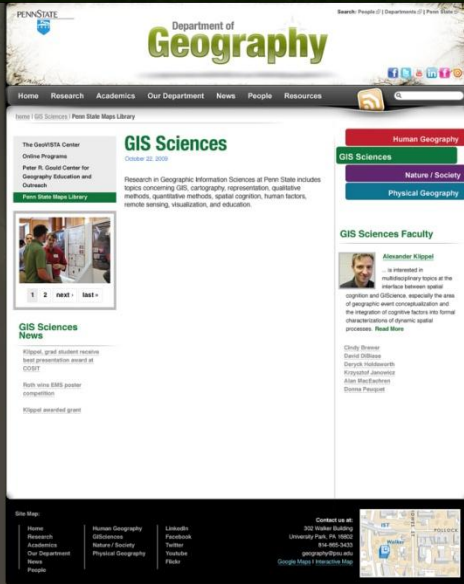 PENNSTATE
Search: People | Departments | Penn State
Department of
Geography
Home Research Academics Our Department News People Resources
home | GIS Sciences | Penn State Maps Library
The GeoVISTA Center
Online Programs
Peter R. Gould Center for
Geography Education and
Outreach
Penn State Maps Library
1 2 next › last »
GIS Sciences
News
Klippel, grad student receive
best presentation award at
COSIT
Roth wins EMS poster
competition
Klippel awarded grant
GIS Sciences
October 22, 2009
Research in Geographic Information Sciences at Penn State includes
topics concerning GIS, cartography, representation, qualitative
methods, quantitative methods, spatial cognition, human factors,
remote sensing, visualization, and education.
Human Geography
GIS Sciences
Nature / Society
Physical Geography
GIS Sciences Faculty
Alexander Klippel
... is interested in
multidisciplinary topics at the
interface between spatial
cognition and GIScience, especially the area
of geographic event conceptualization and
the integration of cognitive factors into formal
characterizations of dynamic spatial
processes. Read More
Cindy Brewer
David DiBiase
Deryck Holdsworth
Krzysztof Janowicz
Alan MacEachren
Donna Peuquet
Site Map:
Home
Research
Academics
Our Department
News
People
Human Geography
GISciences
Nature / Society
Physical Geography
LinkedIn
Facebook
Twitter
Youtube
Flickr
Contact us at:
302 Walker Building
University Park, PA 16802
814-865-3433
geography@psu.edu
Google Maps | Interactive Map
IST
Walker
POLLOCK